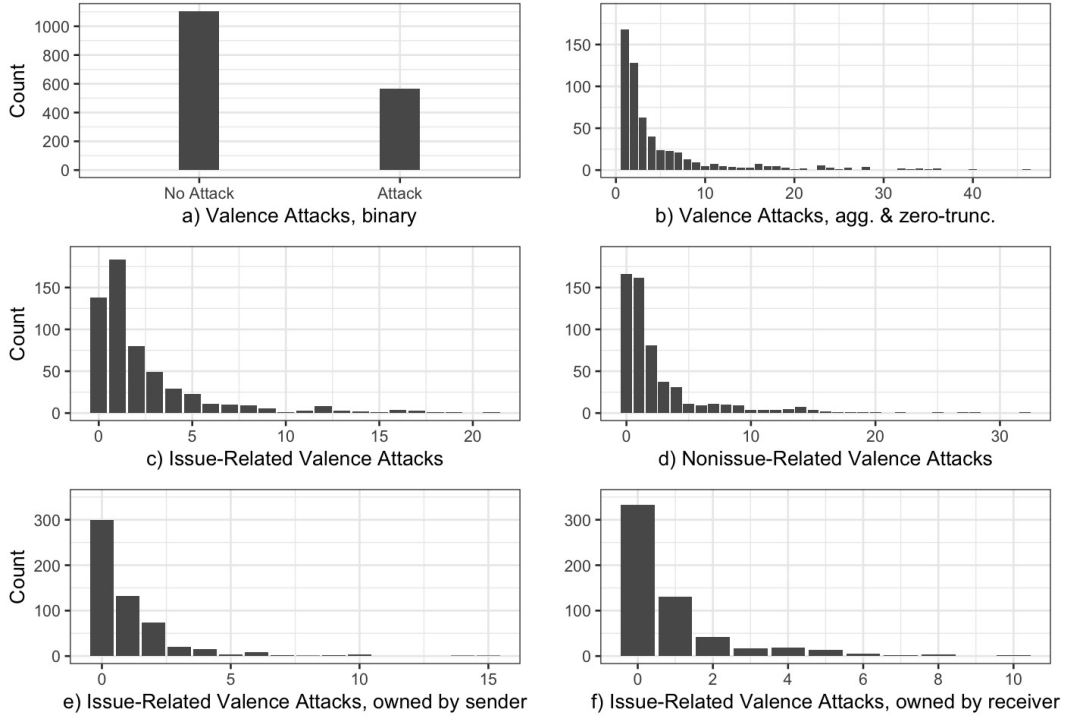 1000
800
600
400
200
0
Count
No Attack Attack
a) Valence Attacks, binary
150
100
50
0
0 10 20 30 40
b) Valence Attacks, agg. & zero-trunc.
150
100
50
0
Count
0 5 10 15 20
c) Issue-Related Valence Attacks
150
100
50
0
0 10 20 30
d) Nonissue-Related Valence Attacks
300
200
100
0
Count
0 5 10 15
e) Issue-Related Valence Attacks, owned by sender
300
200
100
0
0 2 4 6 8 10
f) Issue-Related Valence Attacks, owned by receiver